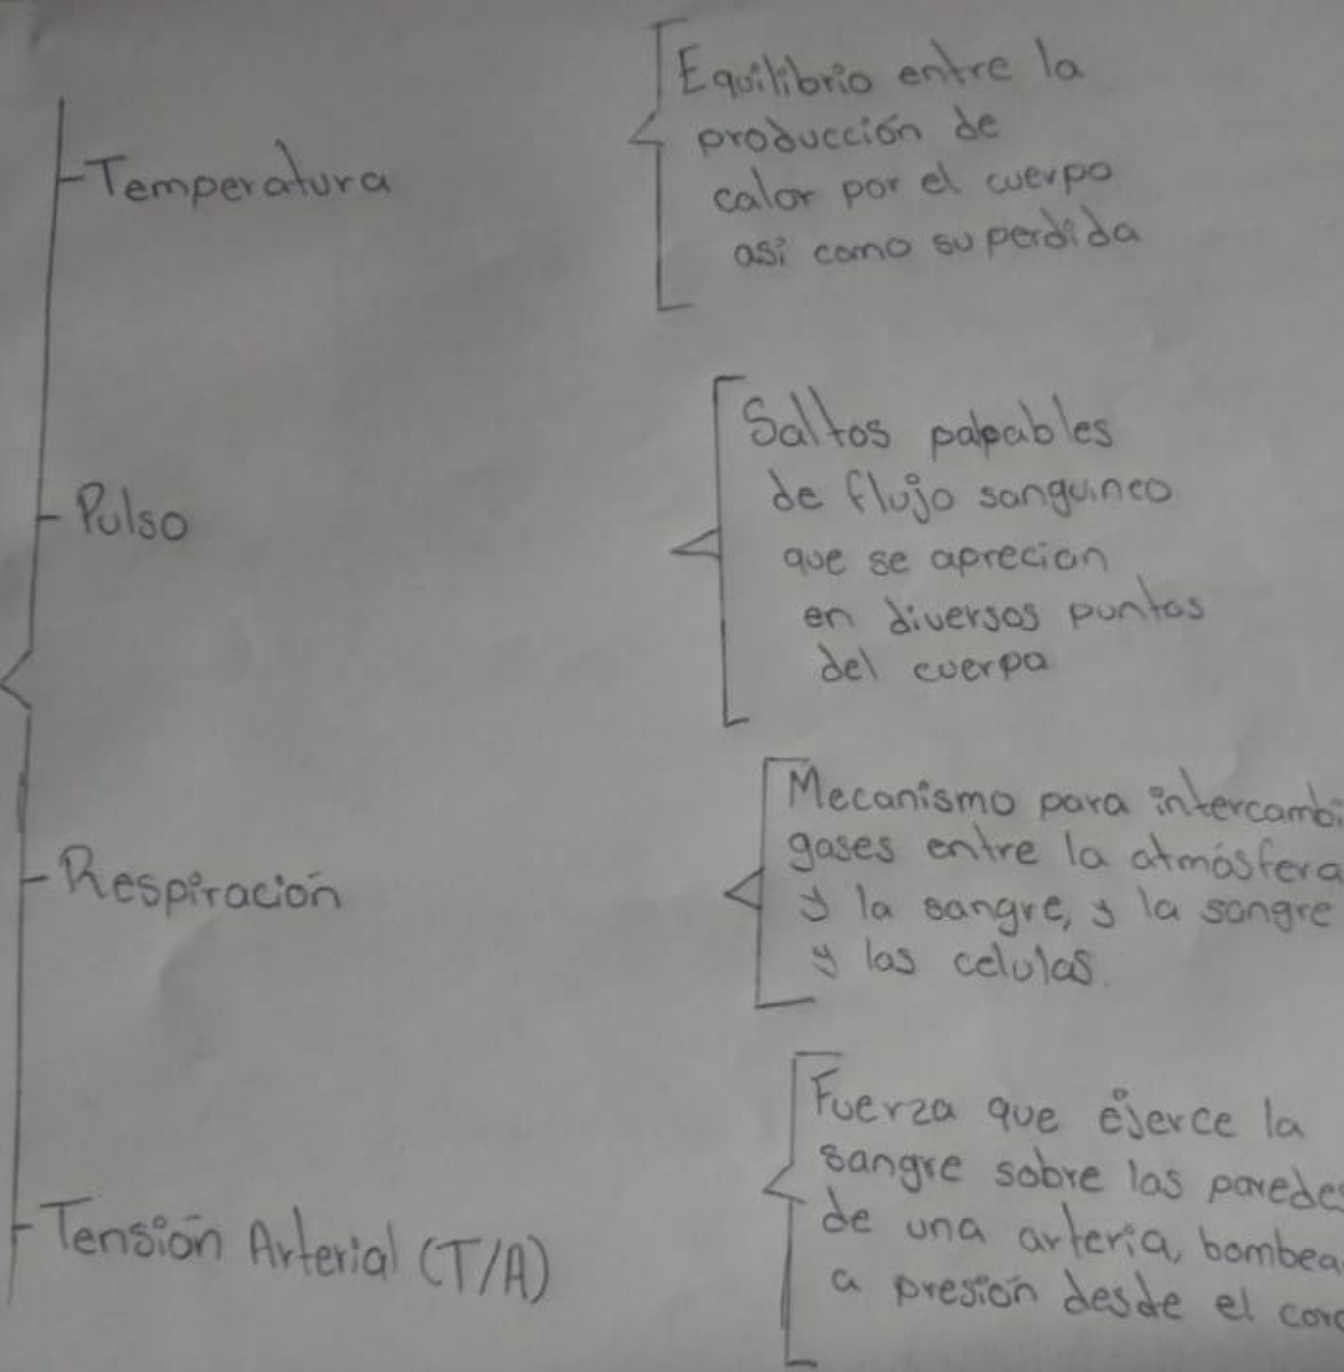 Temperatura
Equilibrio entre la
producción de
calor por el cuerpo
asi como su perdida
Pulso
Saltos palpables
de flujo sanguineo
que se aprecian
en diversos puntos
del cuerpo
Respiración
Mecanismo para intercambi
gases entre la atmósfera
y la sangre, y la sangre
y las celulas.
Tensión Arterial (T/A)
Fuerza que ejerce la
sangre sobre las parede
de una arteria, bombea
a presión desde el cor